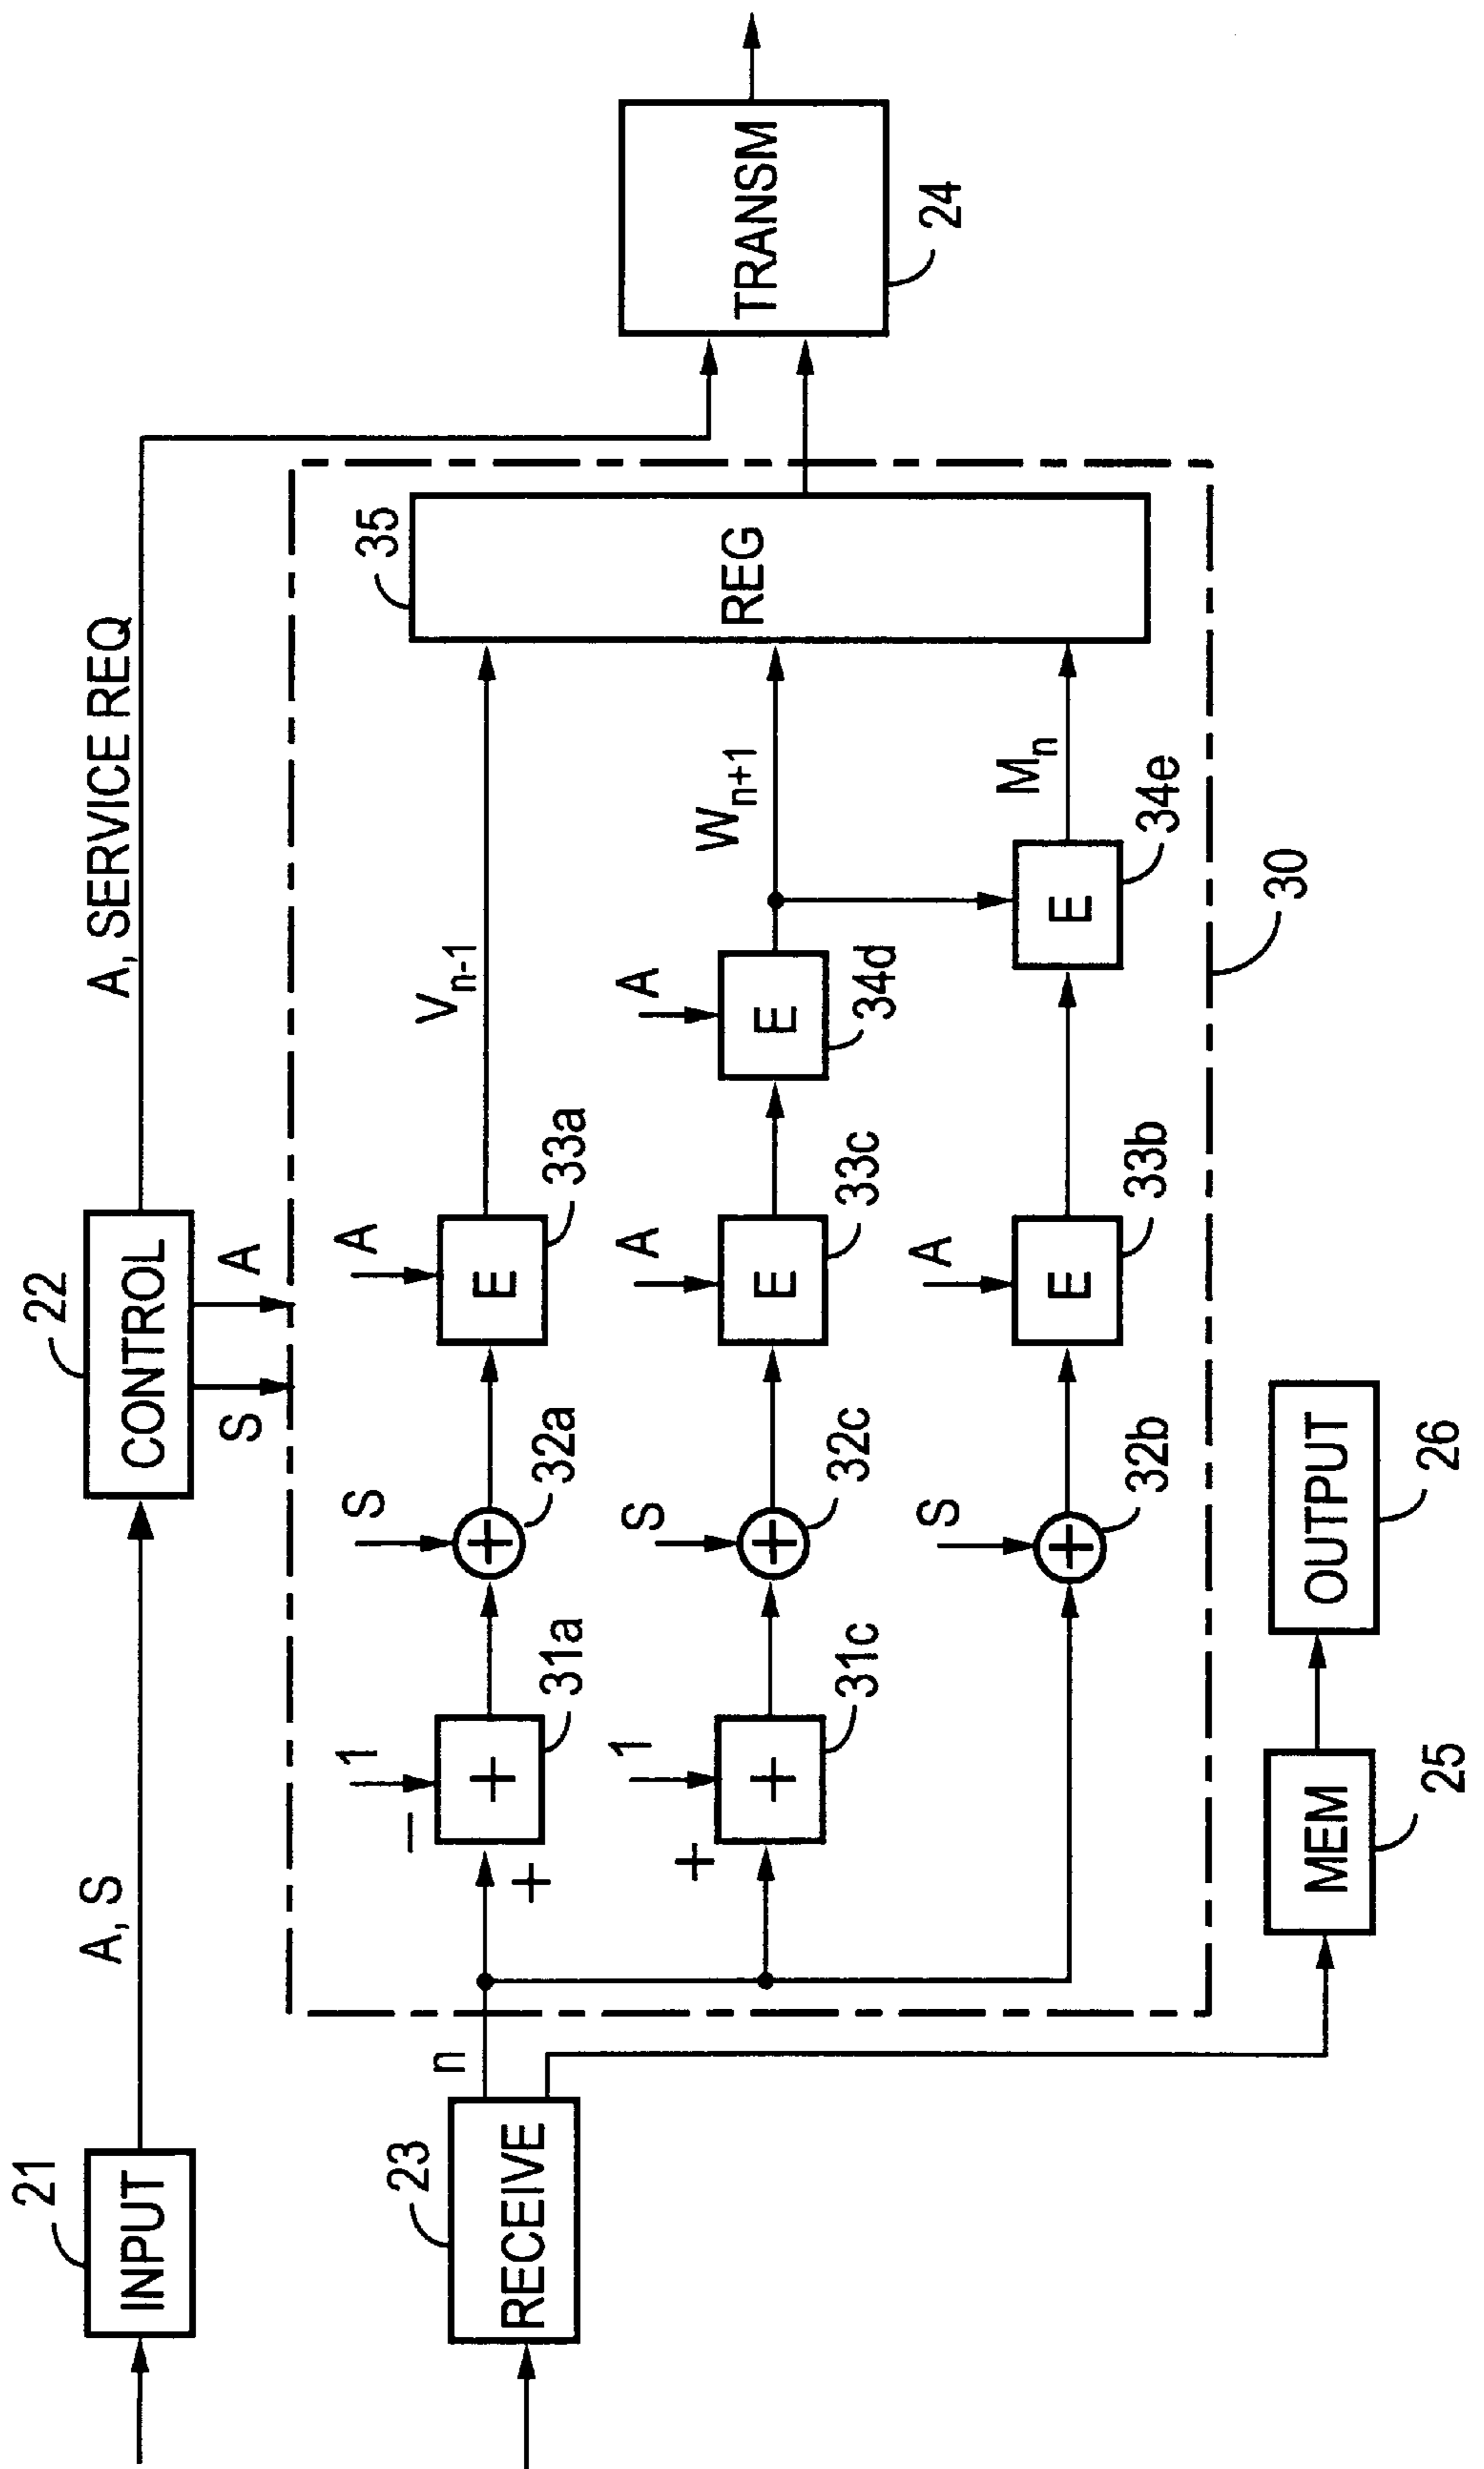 21
INPUT
A, S
22
CONTROL
A, SERVICE REQ
S
A
23
RECEIVE
n
1
−
+
+
31a
S
+
32a
A
E
33a
V n-1
35
REG
TRANSM
24
1
+
+
31c
S
+
32c
A
E
33c
A
E
34d
W n+1
S
+
32b
A
E
33b
E
34e
M n
30
MEM
25
OUTPUT
26